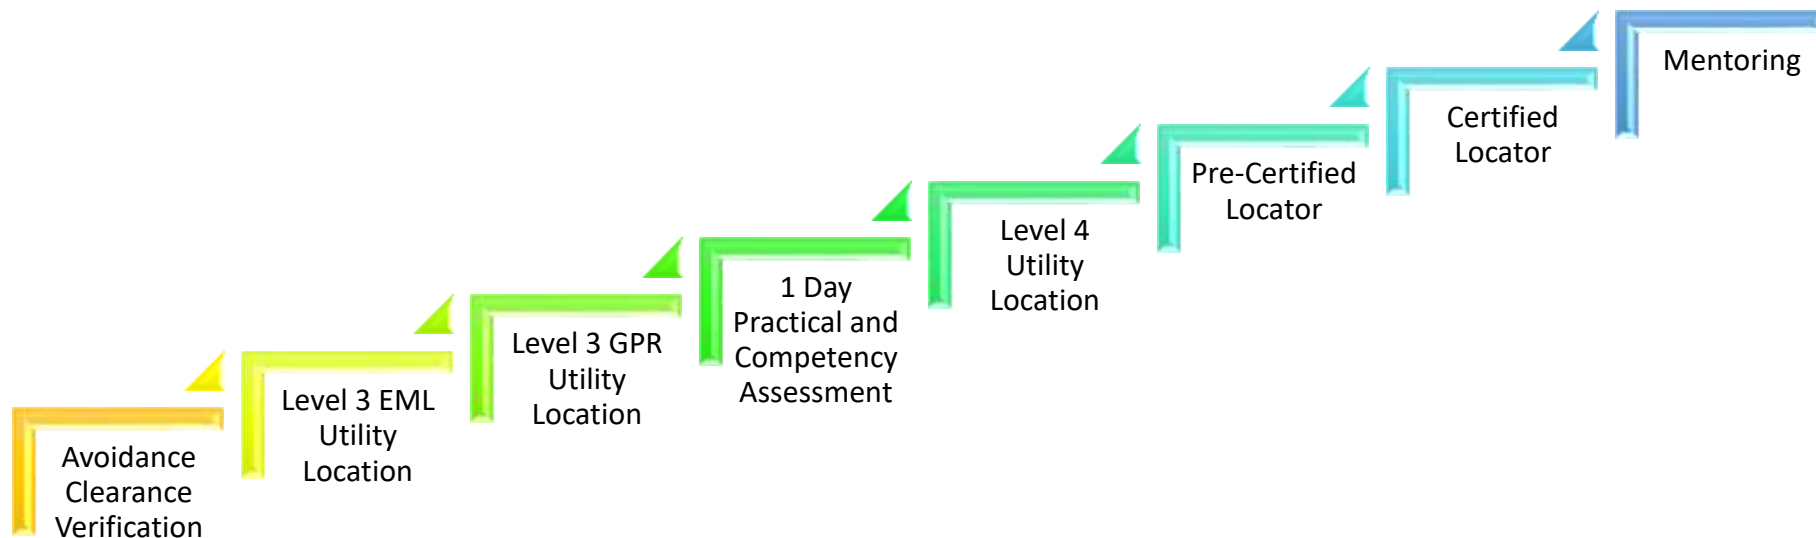 Avoidance
Clearance
Verification
Level 3 EML
Utility
Location
Level 3 GPR
Utility
Location
1 Day
Practical and
Competency
Assessment
Level 4
Utility
Location
Pre-Certified
Locator
Certified
Locator
Mentoring